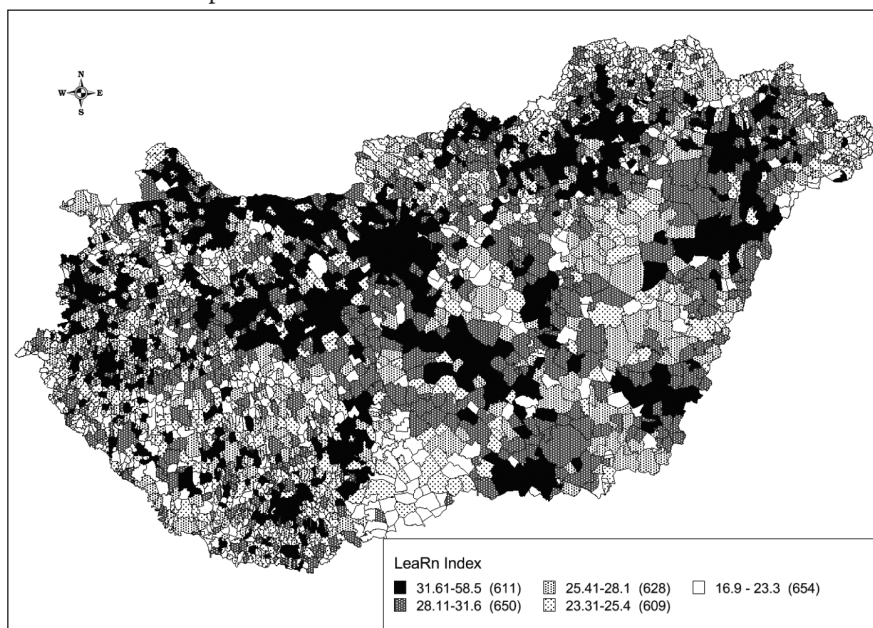 N
W E
S
LeaRn Index
31.61-58.5 (611) 25.41-28.1 (628) 16.9 - 23.3 (654)
28.11-31.6 (650) 23.31-25.4 (609)